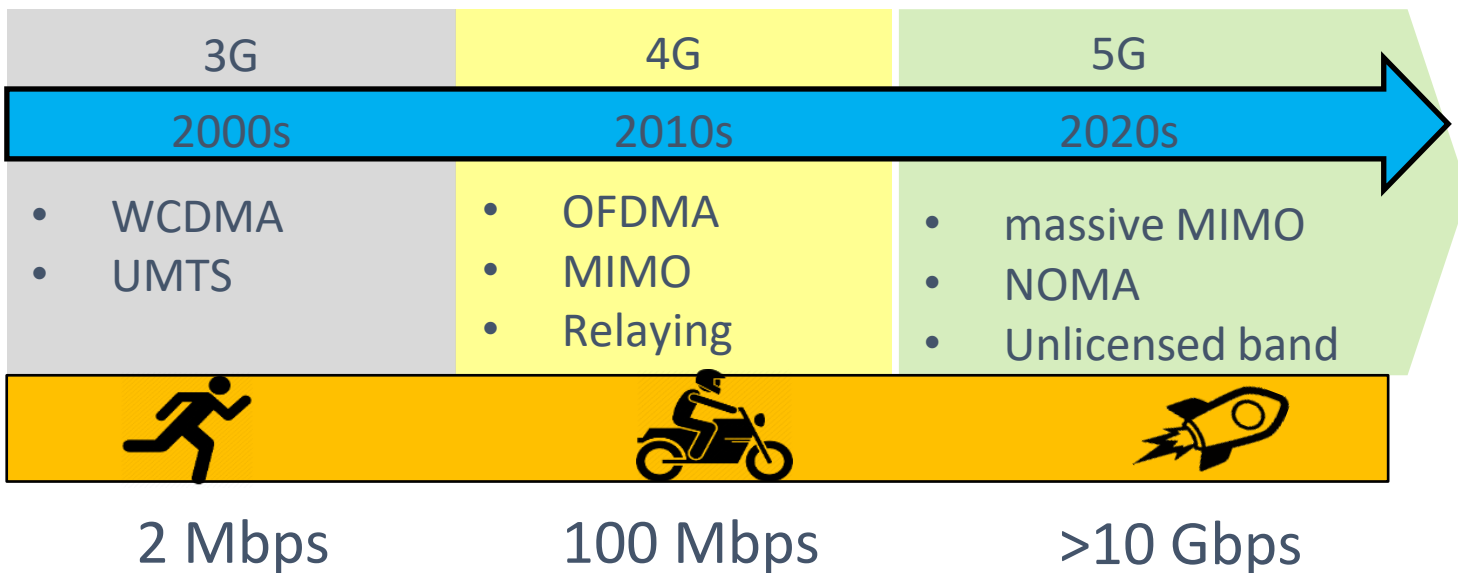 3G
4G
5G
2000s
2010s
2020s
• WCDMA
• UMTS
• OFDMA
• MIMO
• Relaying
• massive MIMO
• NOMA
• Unlicensed band
2 Mbps
100 Mbps
>10 Gbps